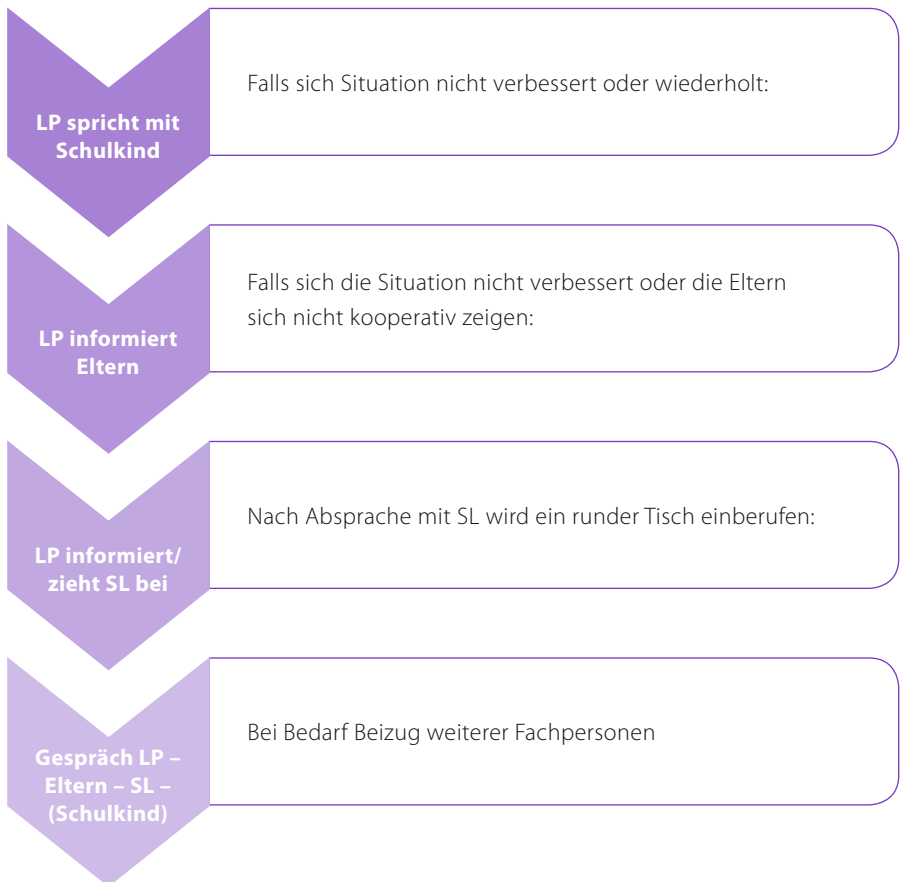 LP spricht mit
Schulkind
Falls sich Situation nicht verbessert oder wiederholt:
LP informiert
Eltern
Falls sich die Situation nicht verbessert oder die Eltern
sich nicht kooperativ zeigen:
LP informiert/
zieht SL bei
Nach Absprache mit SL wird ein runder Tisch einberufen:
Gespräch LP –
Eltern – SL –
(Schulkind)
Bei Bedarf Beizug weiterer Fachpersonen